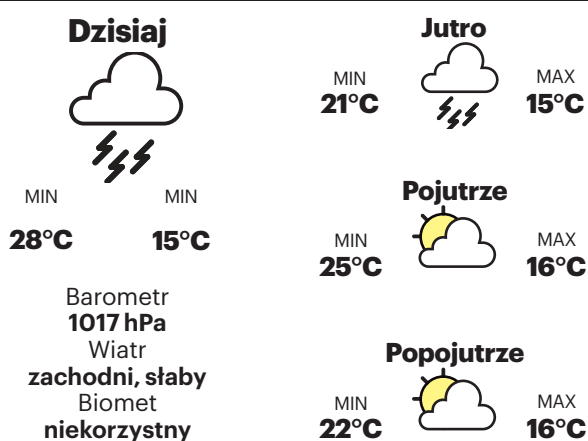 Dzisiaj
MIN MIN
28°C 15°C
Barometr
1017 hPa
Wiatr
zachodni, słaby
Biomet
niekorzystny
Jutro
MIN MAX
21°C 15°C
Pojutrze
MIN MAX
25°C 16°C
Popojutrze
MIN MAX
22°C 16°C